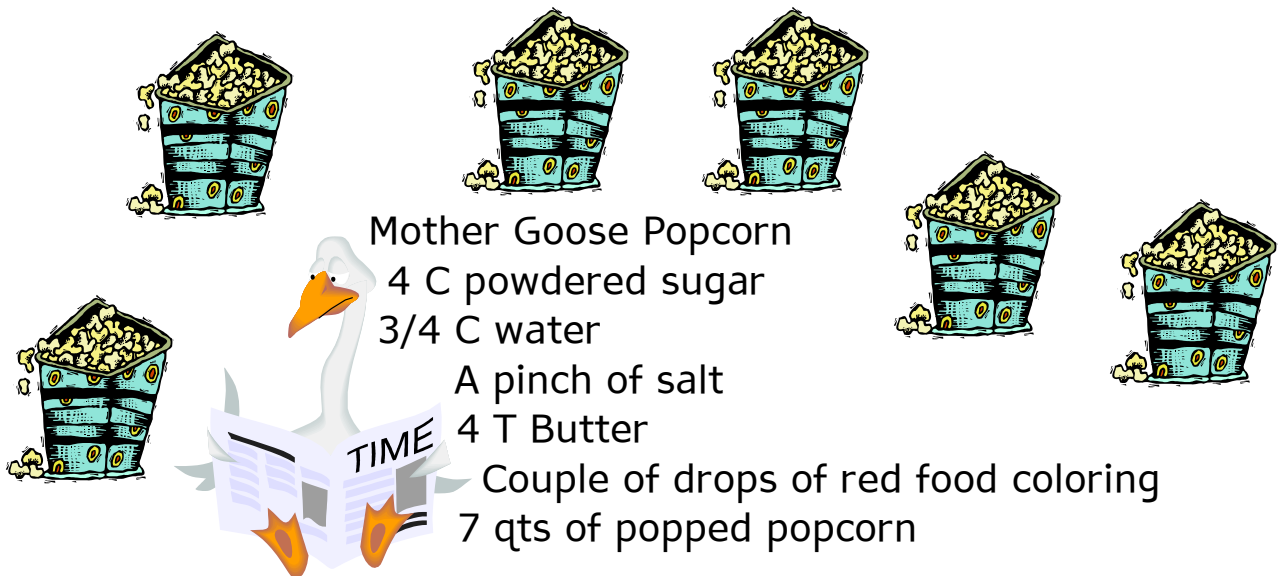 Mother Goose Popcorn
4 C powdered sugar
3/4 C water
A pinch of salt
4 T Butter
TIME
Couple of drops of red food coloring
7 qts of popped popcorn